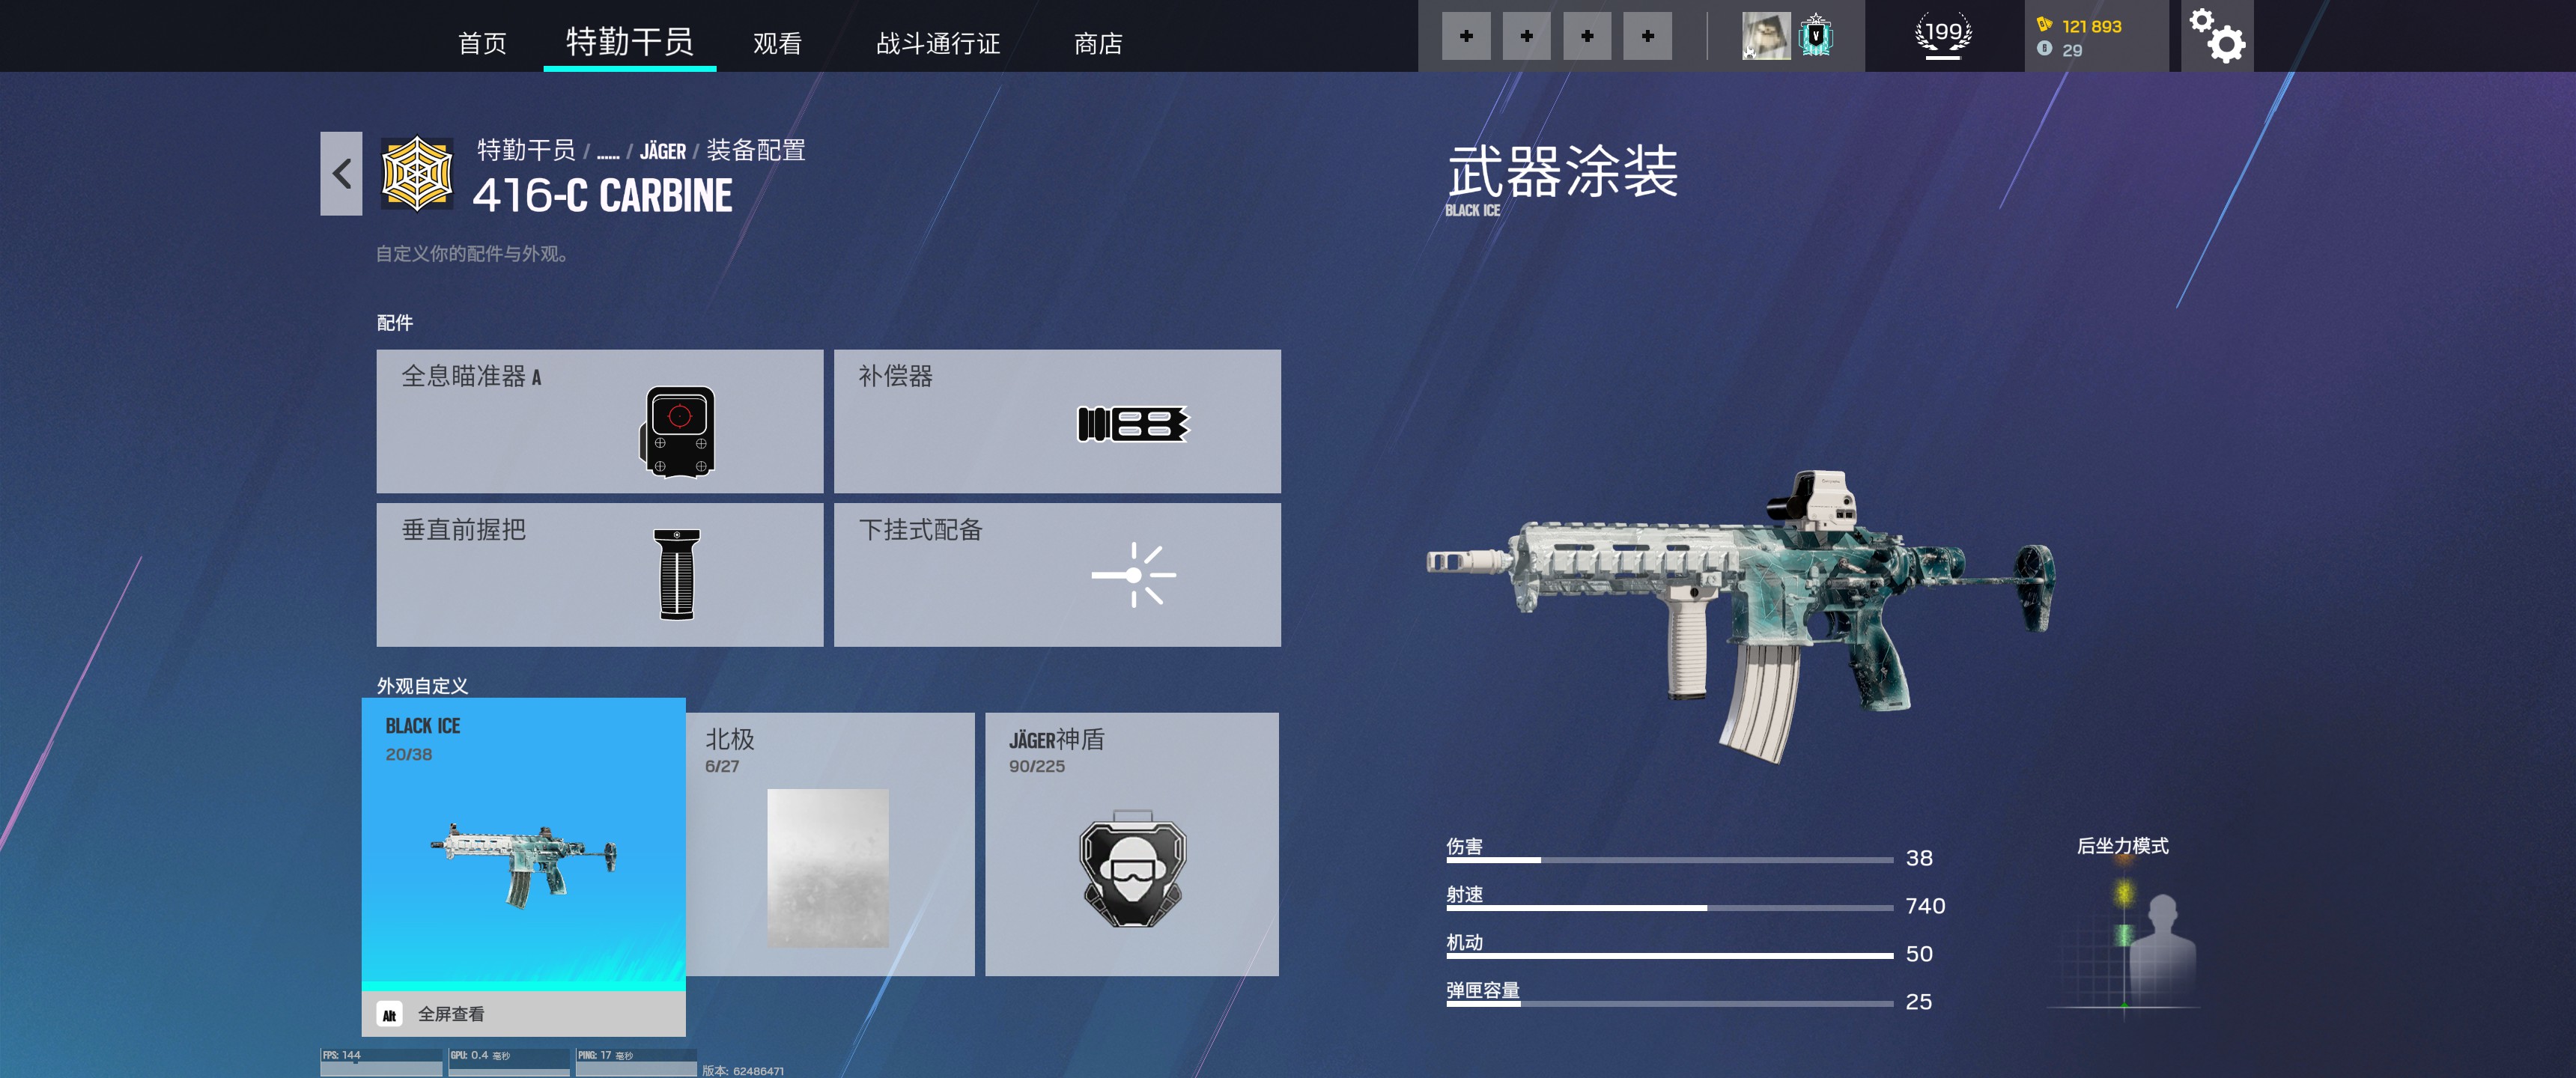 首页
特勤干员
观看
战斗通行证
商店
V
199
121 893
29
特勤干员 / ...... / JÄGER / 装备配置
416-C CARBINE
自定义你的配件与外观。
武器涂装
BLACK ICE
配件
全息瞄准器 A
补偿器
垂直前握把
下挂式配备
外观自定义
BLACK ICE
20/38
北极
6/27
JÄGER神盾
90/225
Alt 全屏查看
伤害
38
射速
740
机动
50
弹匣容量
25
后坐力模式
FPS: 144
GPU: 0.4 毫秒
PING: 17 毫秒
版本: 62486471